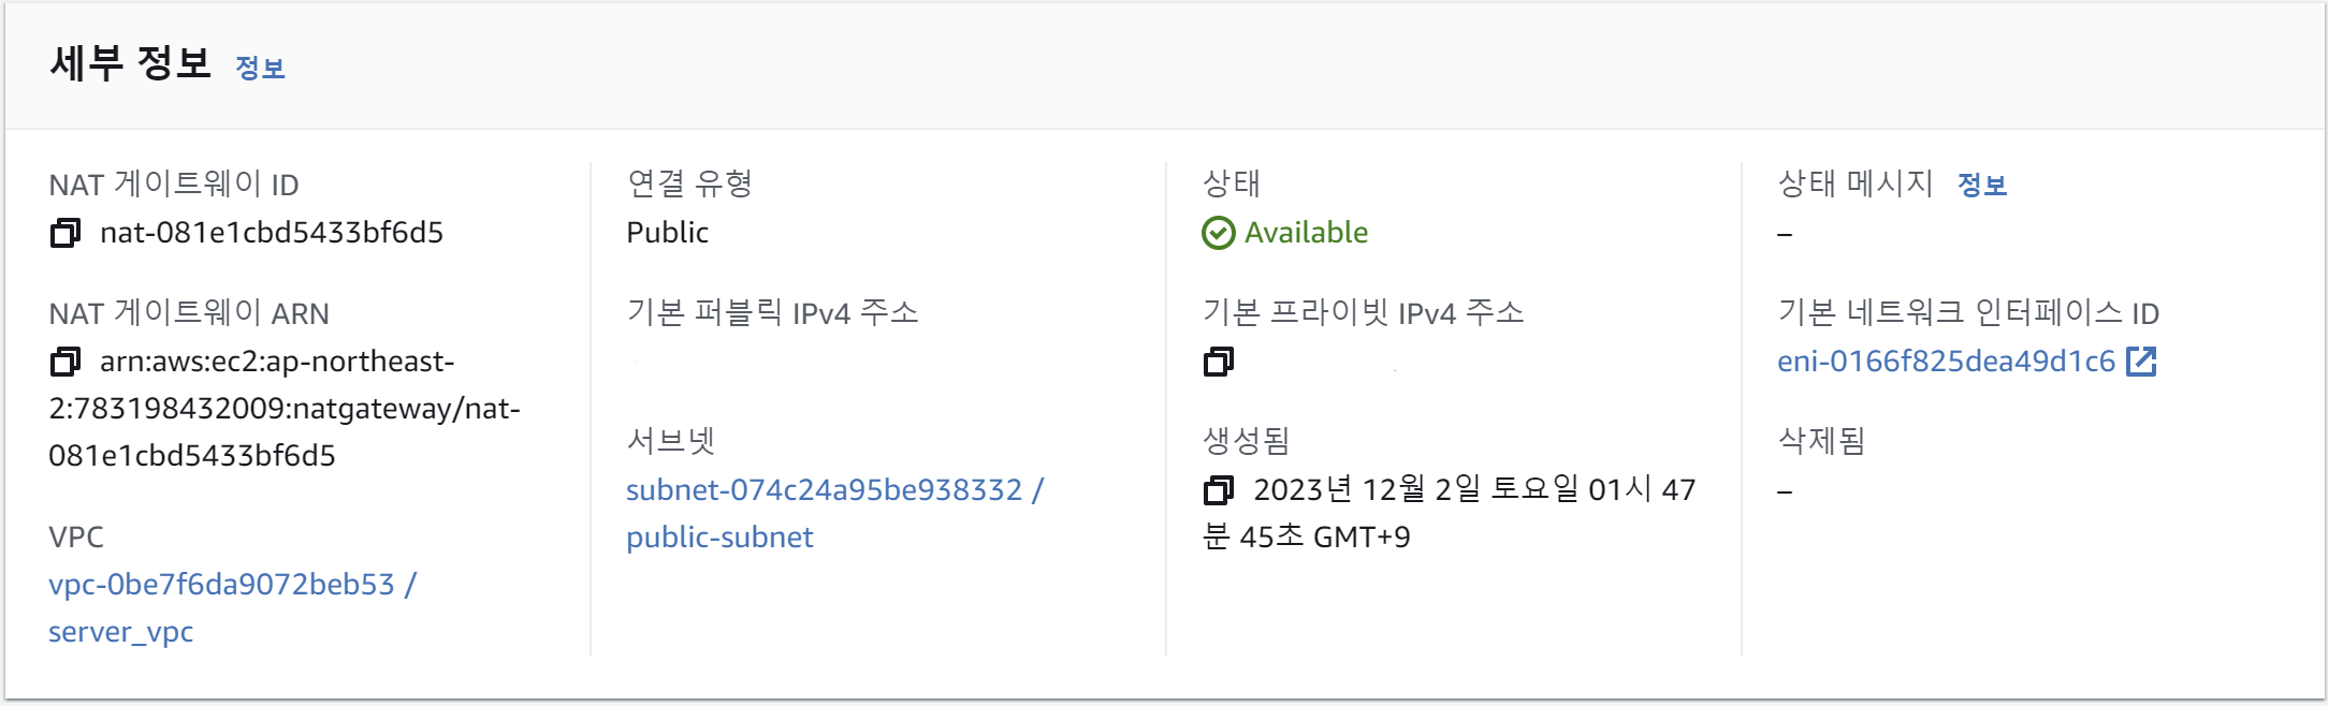 세부 정보 정보
NAT 게이트웨이 ID
nat-081e1cbd5433bf6d5
NAT 게이트웨이 ARN
arn:aws:ec2:ap-northeast-
2:783198432009:natgateway/nat-
081e1cbd5433bf6d5
VPC
vpc-0be7f6da9072beb53 /
server_vpc
연결 유형
Public
기본 퍼블릭 IPv4 주소
서브넷
subnet-074c24a95be938332 /
public-subnet
상태
Available
기본 프라이빗 IPv4 주소
생성됨
2023년 12월 2일 토요일 01시 47
분 45초 GMT+9
상태 메시지 정보
–
기본 네트워크 인터페이스 ID
eni-0166f825dea49d1c6
삭제됨
–